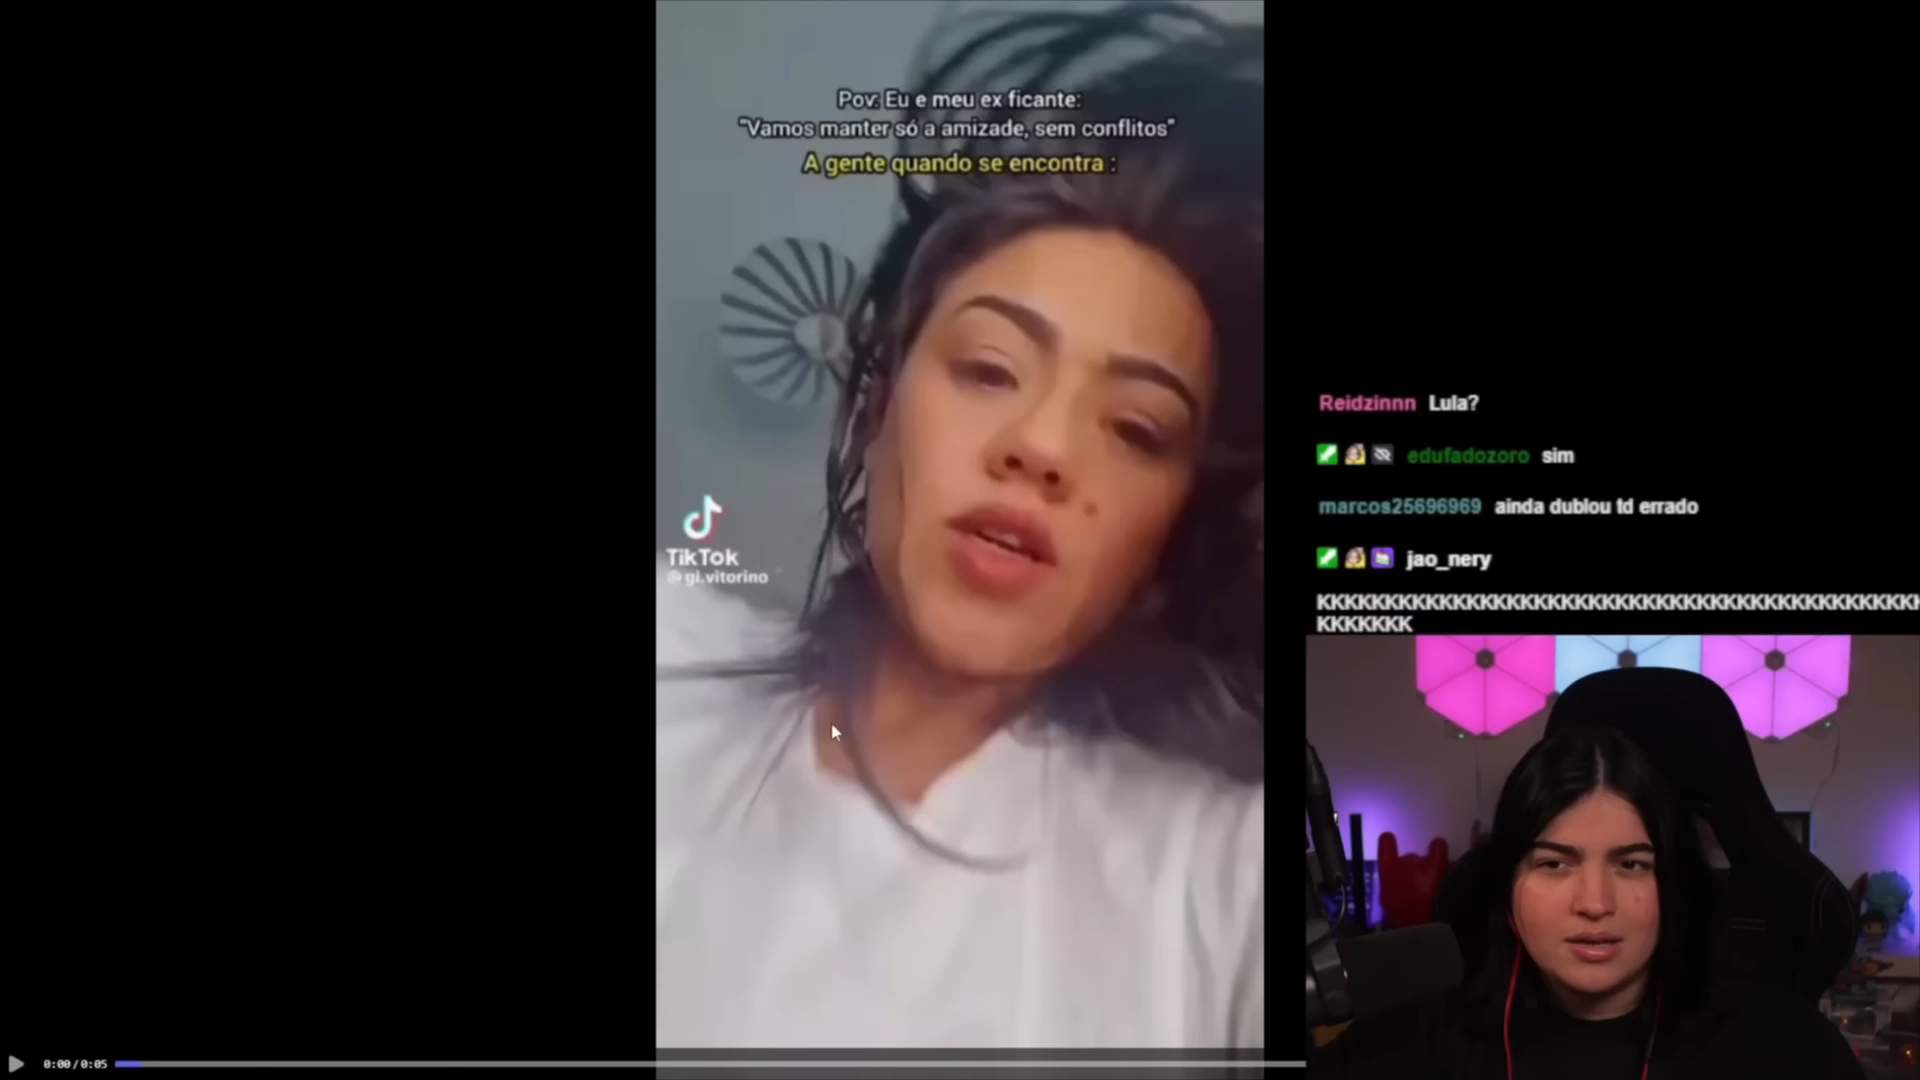 Pov: Eu e meu ex ficante:
"Vamos manter só a amizade, sem conflitos"
A gente quando se encontra :
TikTok
@gi.vitorino
Reidzinnn Lula?
edufadozoro sim
marcos25696969 ainda dublou td errado
jao_nery
KKKKKKKKKKKKKKKKKKKKKKKKKKKKKKKKKKKKKKKKKKKKK
KKKKKKK
0:00 / 0:05